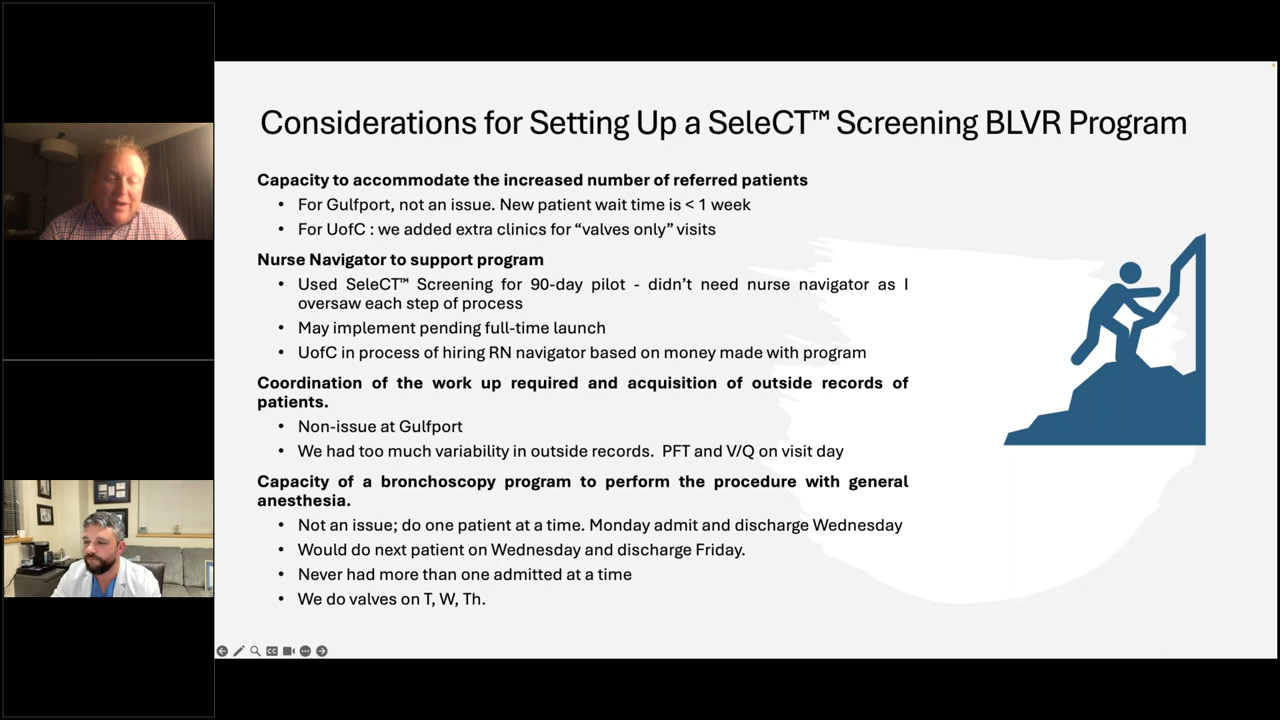 Considerations for Setting Up a SeleCT™ Screening BLVR Program
Capacity to accommodate the increased number of referred patients
• For Gulfport, not an issue. New patient wait time is < 1 week
• For UofC : we added extra clinics for “valves only” visits
Nurse Navigator to support program
• Used SeleCT™ Screening for 90-day pilot - didn’t need nurse navigator as I
oversaw each step of process
• May implement pending full-time launch
• UofC in process of hiring RN navigator based on money made with program
Coordination of the work up required and acquisition of outside records of
patients.
• Non-issue at Gulfport
• We had too much variability in outside records.  PFT and V/Q on visit day
Capacity of a bronchoscopy program to perform the procedure with general
anesthesia.
• Not an issue; do one patient at a time. Monday admit and discharge Wednesday
• Would do next patient on Wednesday and discharge Friday.
• Never had more than one admitted at a time
• We do valves on T, W, Th.